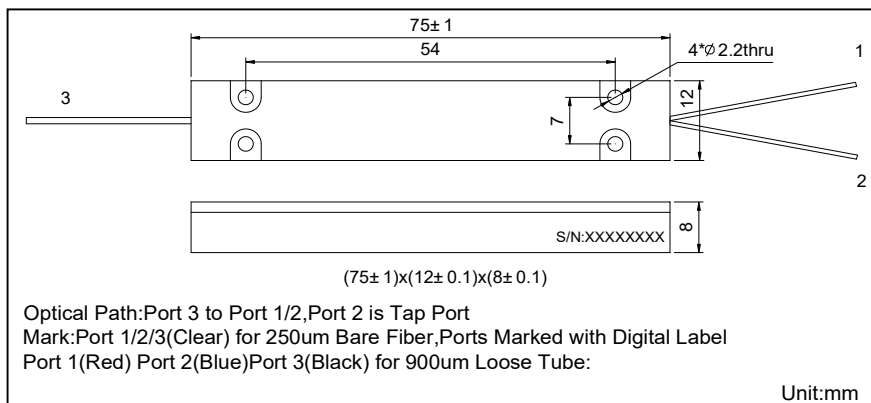 75± 1
54
4*∅2.2thru
1
3
7
12
2
S/N:XXXXXXXX
8
(75± 1)x(12± 0.1)x(8± 0.1)
Optical Path:Port 3 to Port 1/2,Port 2 is Tap Port
Mark:Port 1/2/3(Clear) for 250um Bare Fiber,Ports Marked with Digital Label
Port 1(Red) Port 2(Blue)Port 3(Black) for 900um Loose Tube:
Unit:mm